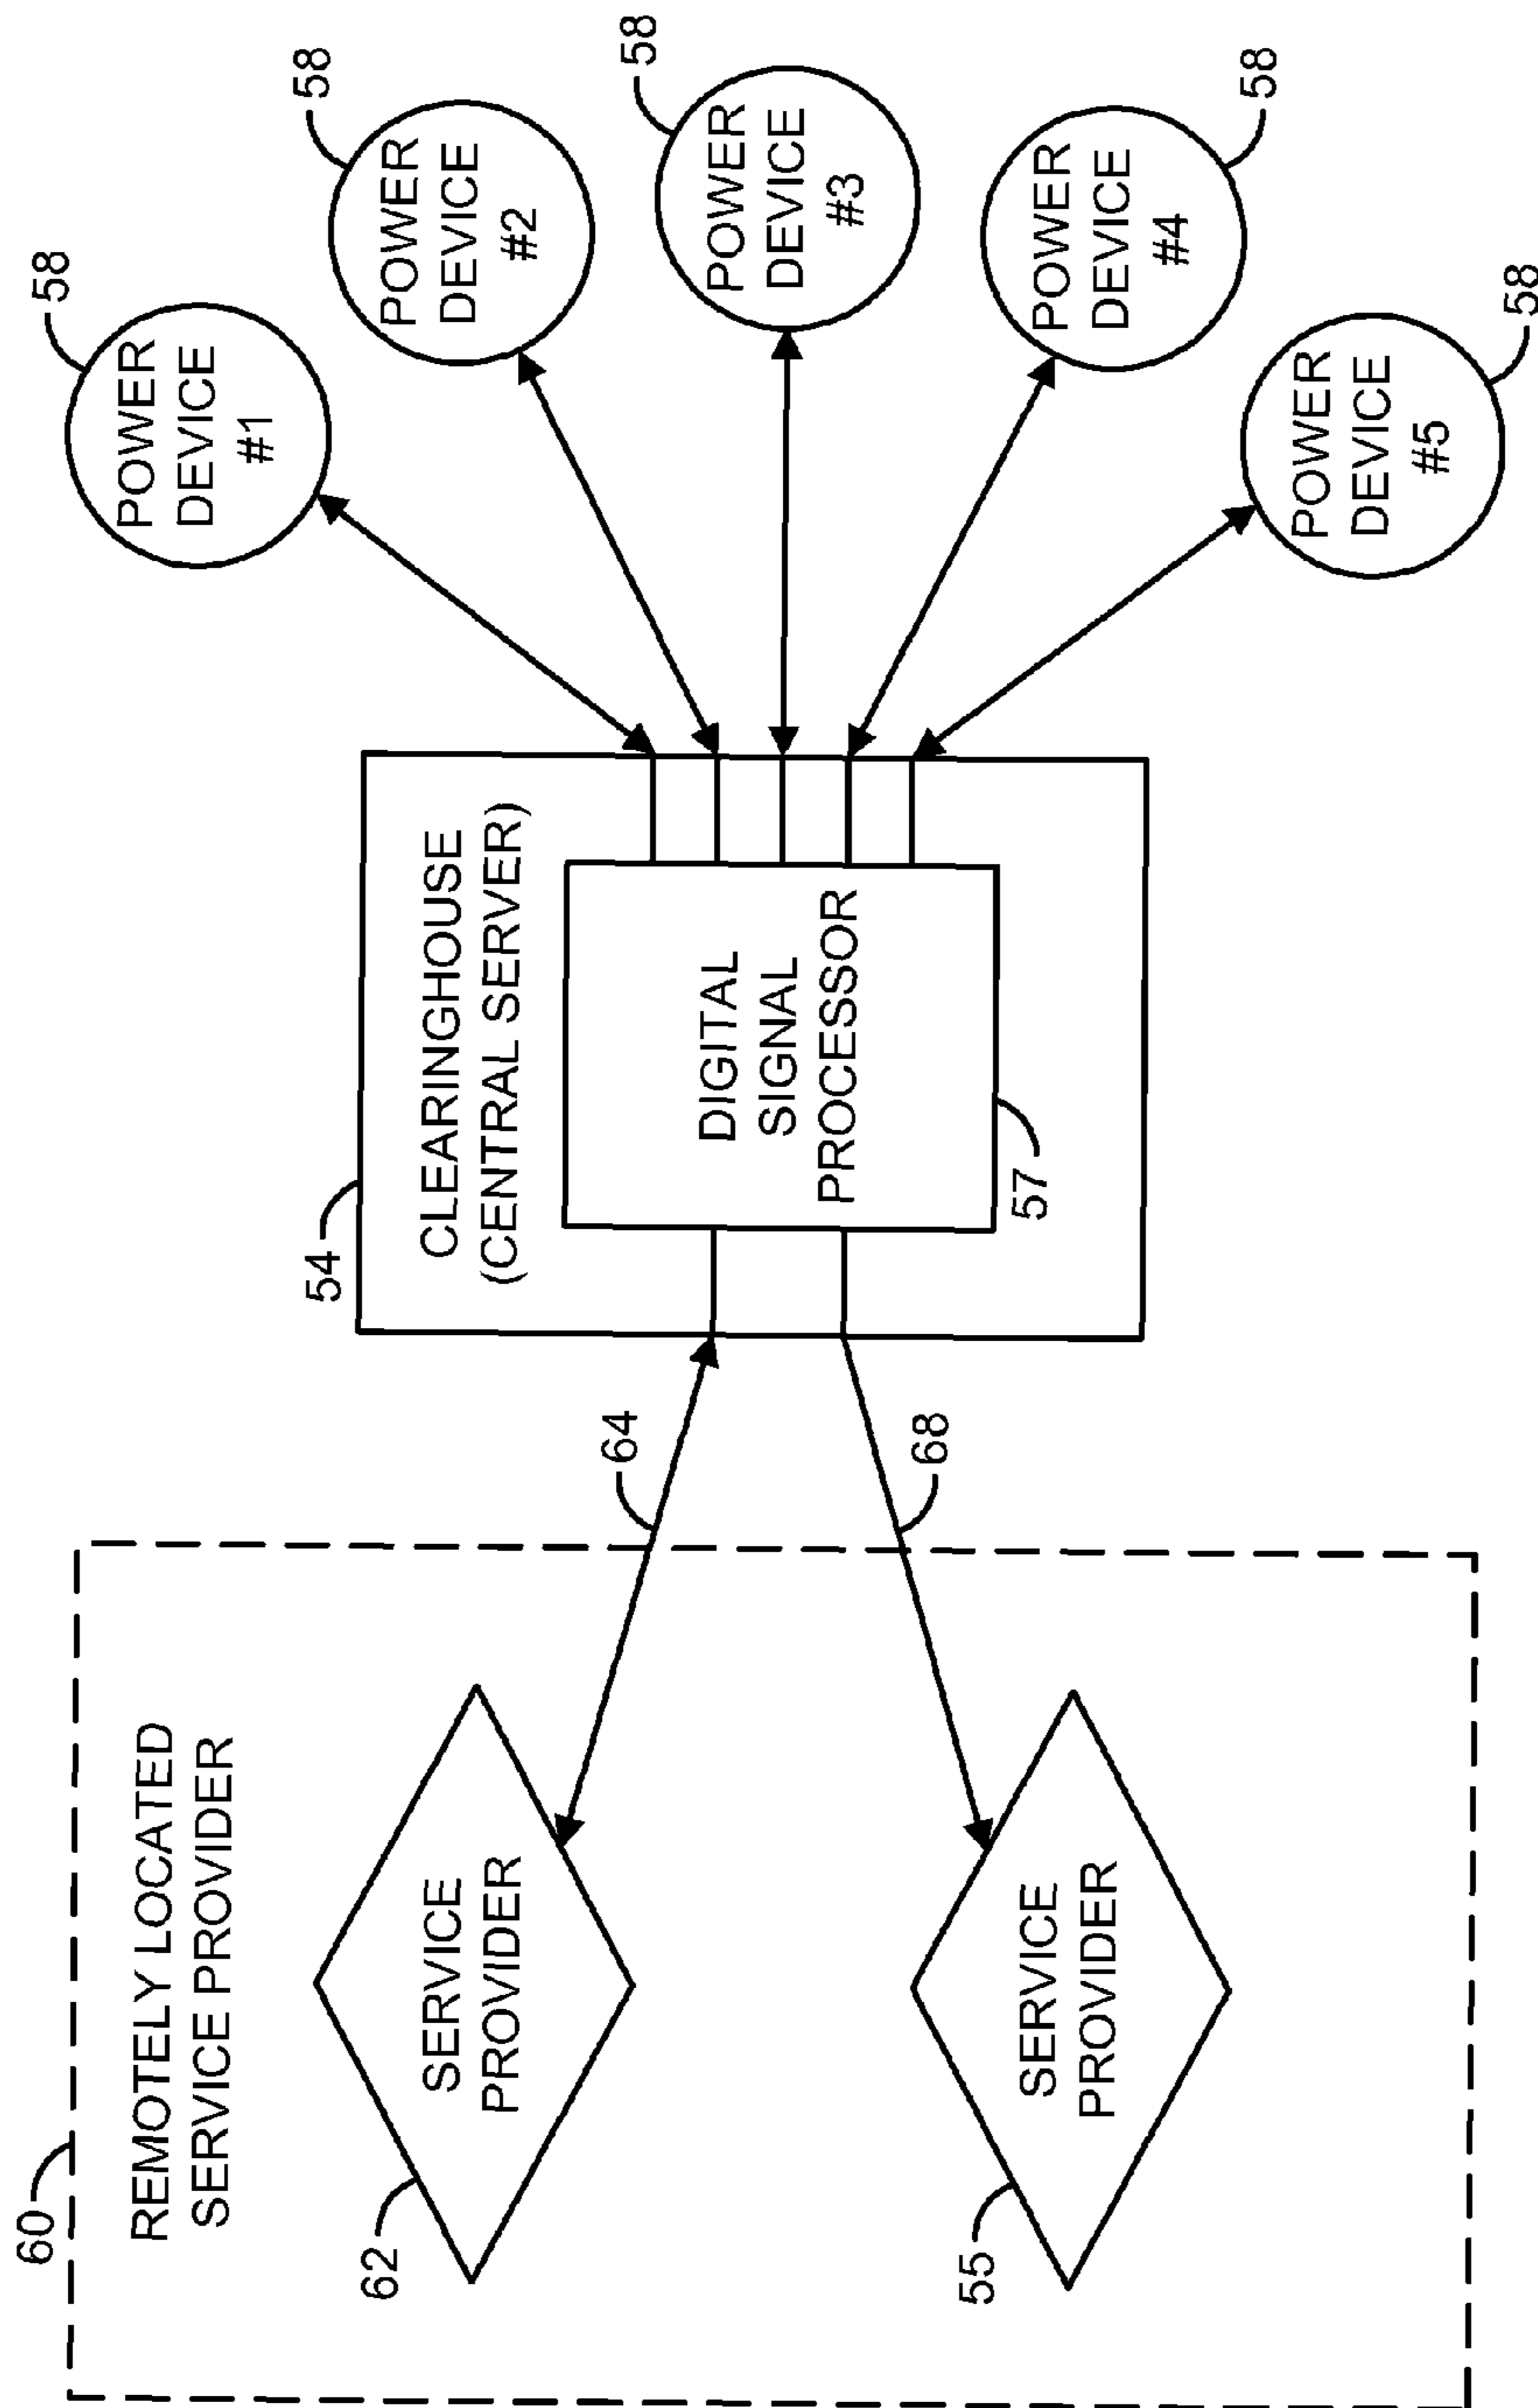 60
REMOTELY LOCATED
SERVICE PROVIDER
62
SERVICE
PROVIDER
55
SERVICE
PROVIDER
64
68
54
CLEARINGHOUSE
(CENTRAL SERVER)
DIGITAL
SIGNAL
PROCESSOR
57
58
POWER
DEVICE
#1
58
POWER
DEVICE
#2
58
POWER
DEVICE
#3
58
POWER
DEVICE
#4
58
POWER
DEVICE
#5